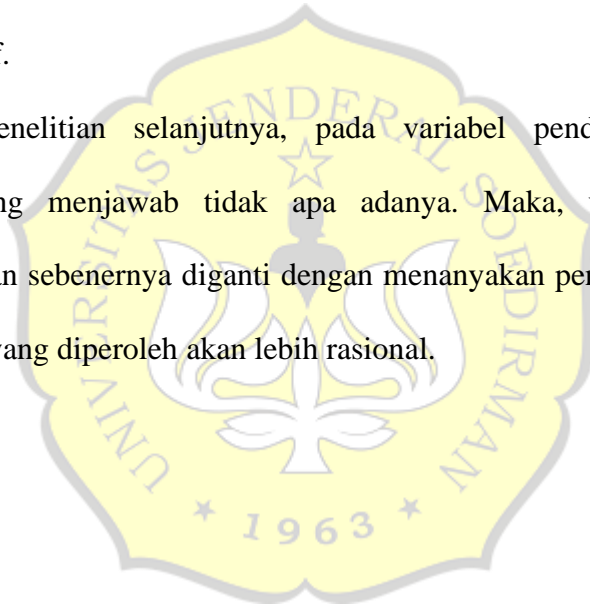 f.
enelitian selanjutnya, pada variabel pend
ng menjawab tidak apa adanya. Maka,
an sebenernya diganti dengan menanyakan per
yang diperoleh akan lebih rasional.
UNIVERSITAS JENDERAL SOEDIRMAN
* 1963 *